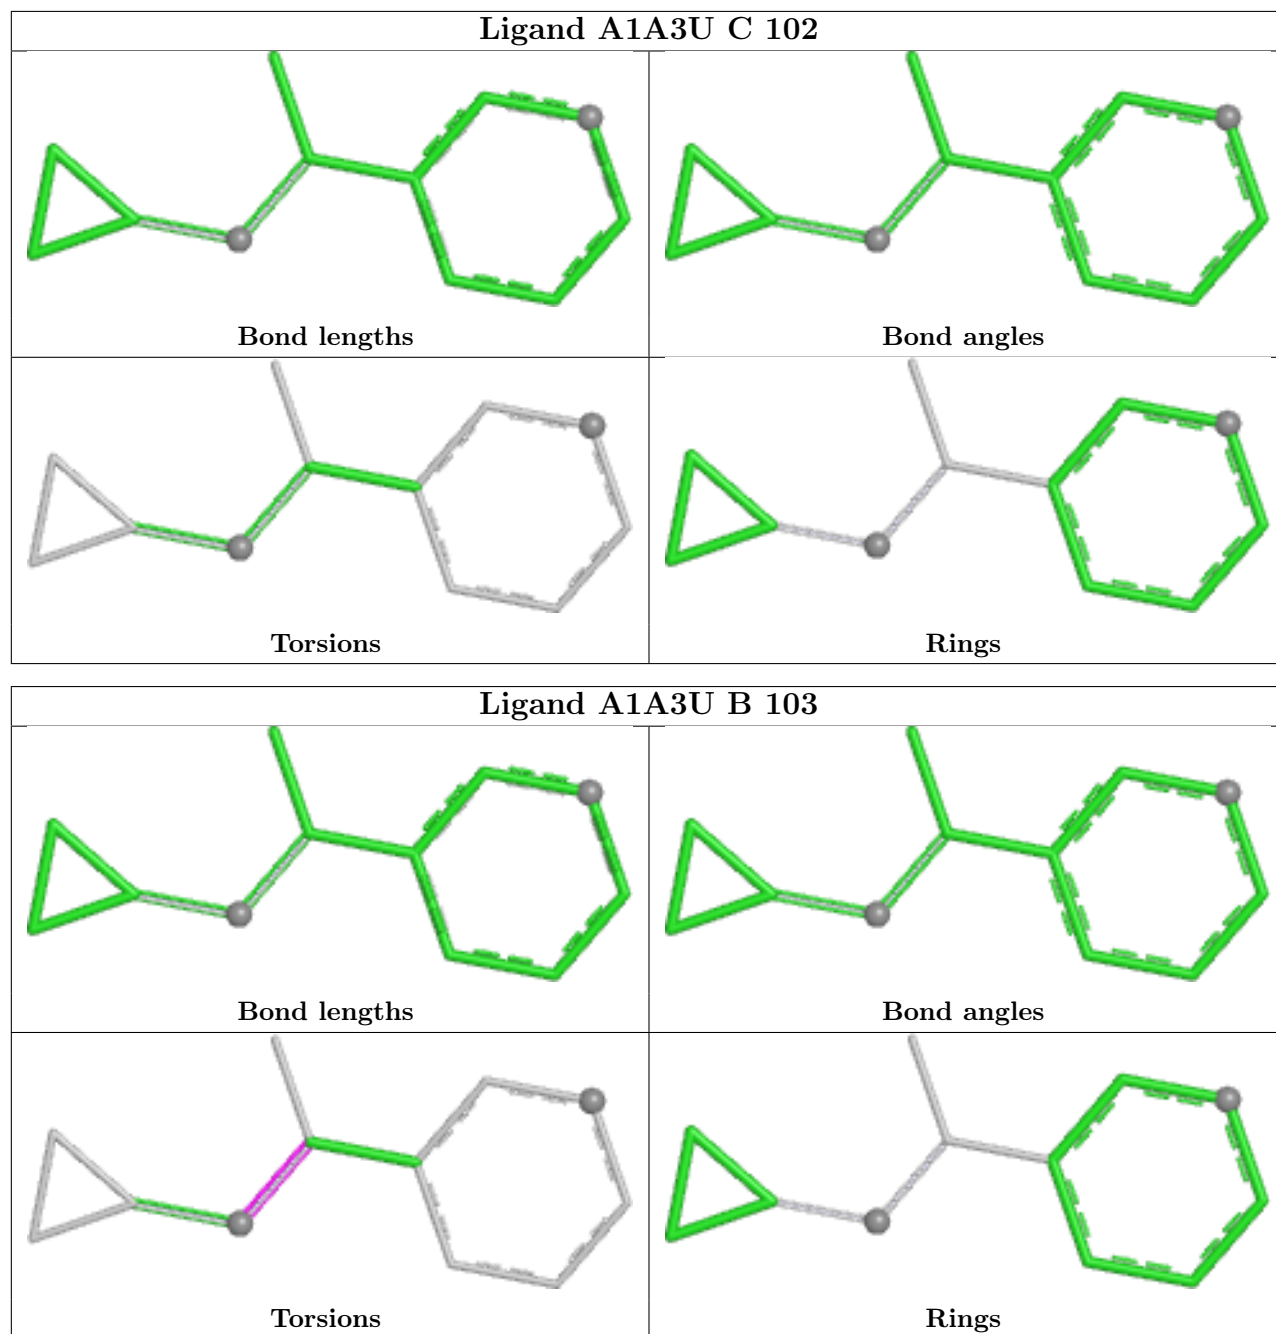 Ligand A1A3U C 102
Bond lengths
Bond angles
Torsions
Rings
Ligand A1A3U B 103
Bond lengths
Bond angles
Torsions
Rings